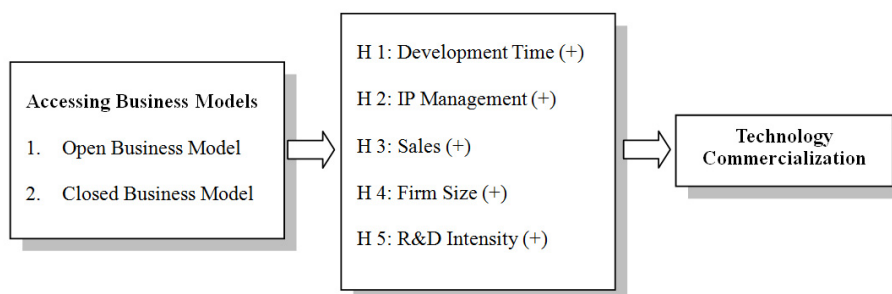 Accessing Business Models
1. Open Business Model
2. Closed Business Model
H 1: Development Time (+)
H 2: IP Management (+)
H 3: Sales (+)
H 4: Firm Size (+)
H 5: R&D Intensity (+)
Technology
Commercialization